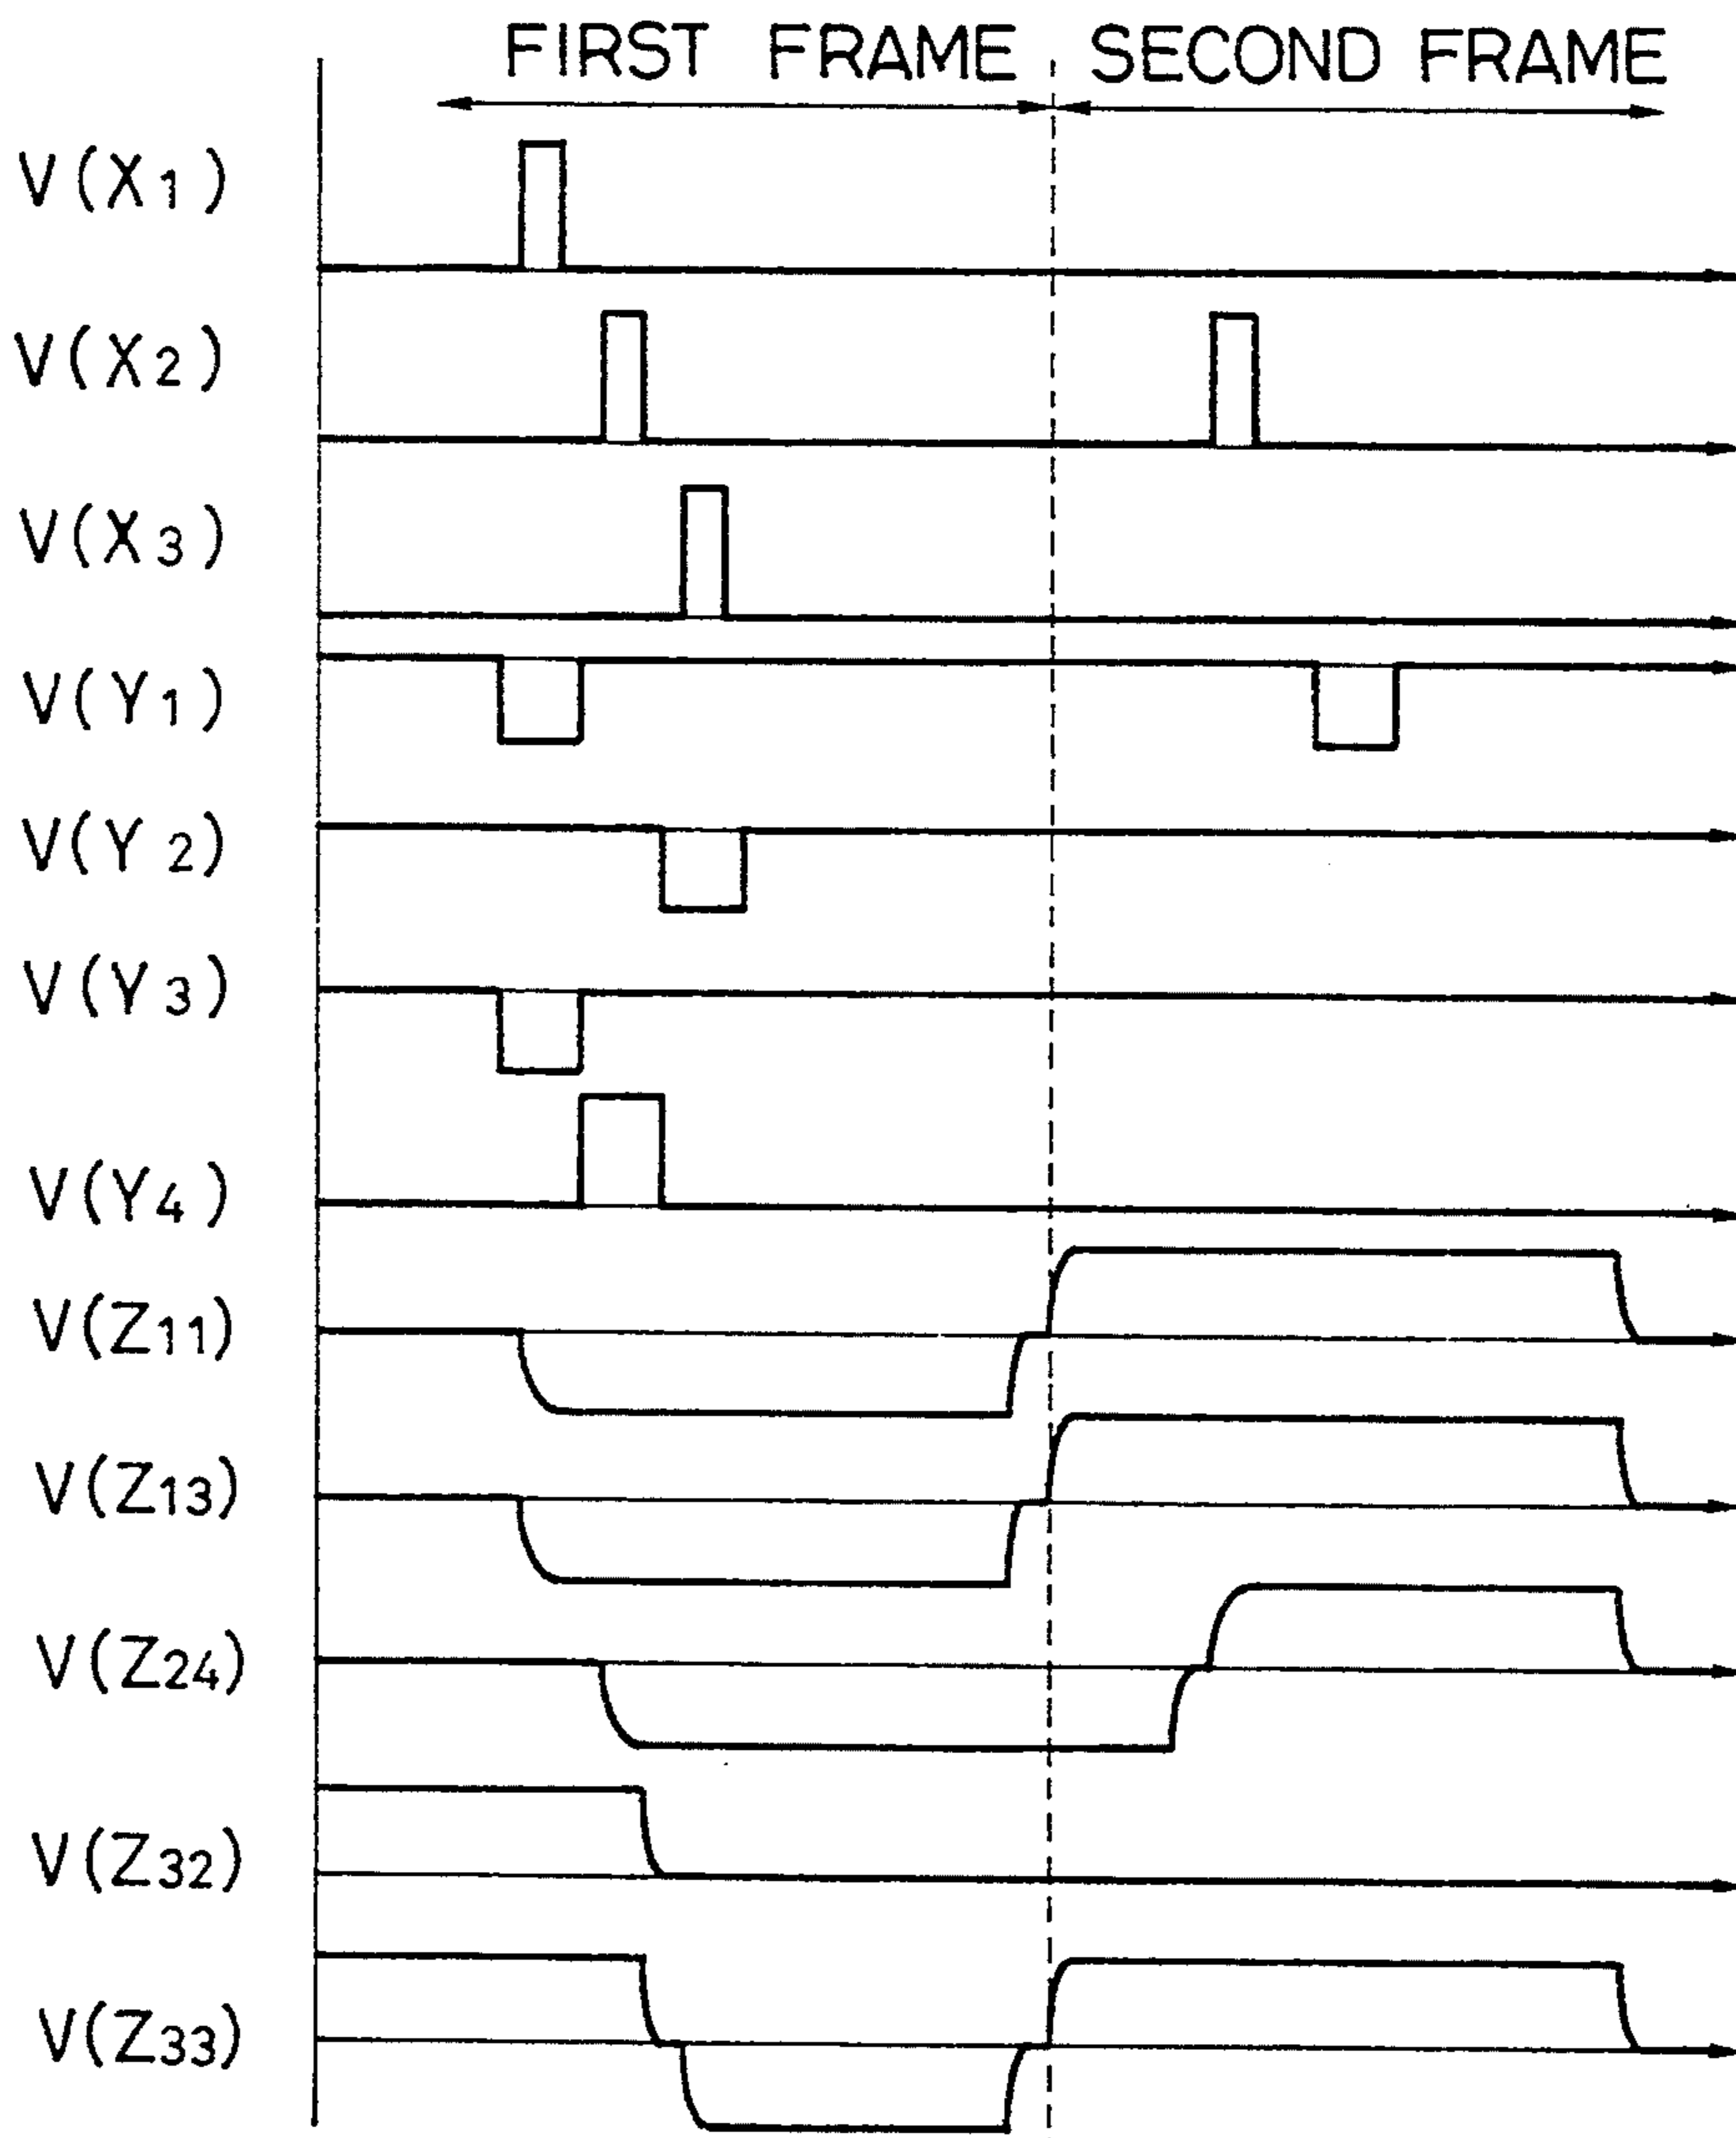 FIRST FRAME SECOND FRAME
V(X1)
V(X2)
V(X3)
V(Y1)
V(Y2)
V(Y3)
V(Y4)
V(Z11)
V(Z13)
V(Z24)
V(Z32)
V(Z33)